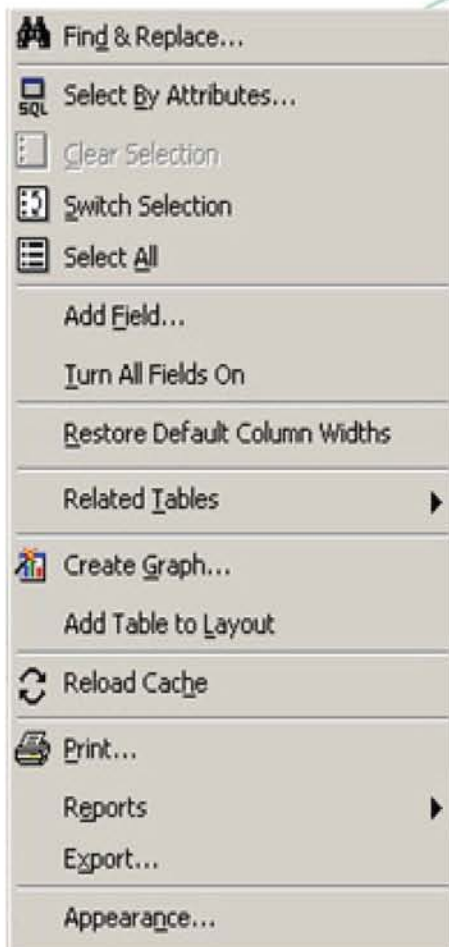 Find & Replace...
SQL Select By Attributes...
Clear Selection
Switch Selection
Select All
Add Field...
Turn All Fields On
Restore Default Column Widths
Related Tables
Create Graph...
Add Table to Layout
Reload Cache
Print...
Reports
Export...
Appearance...